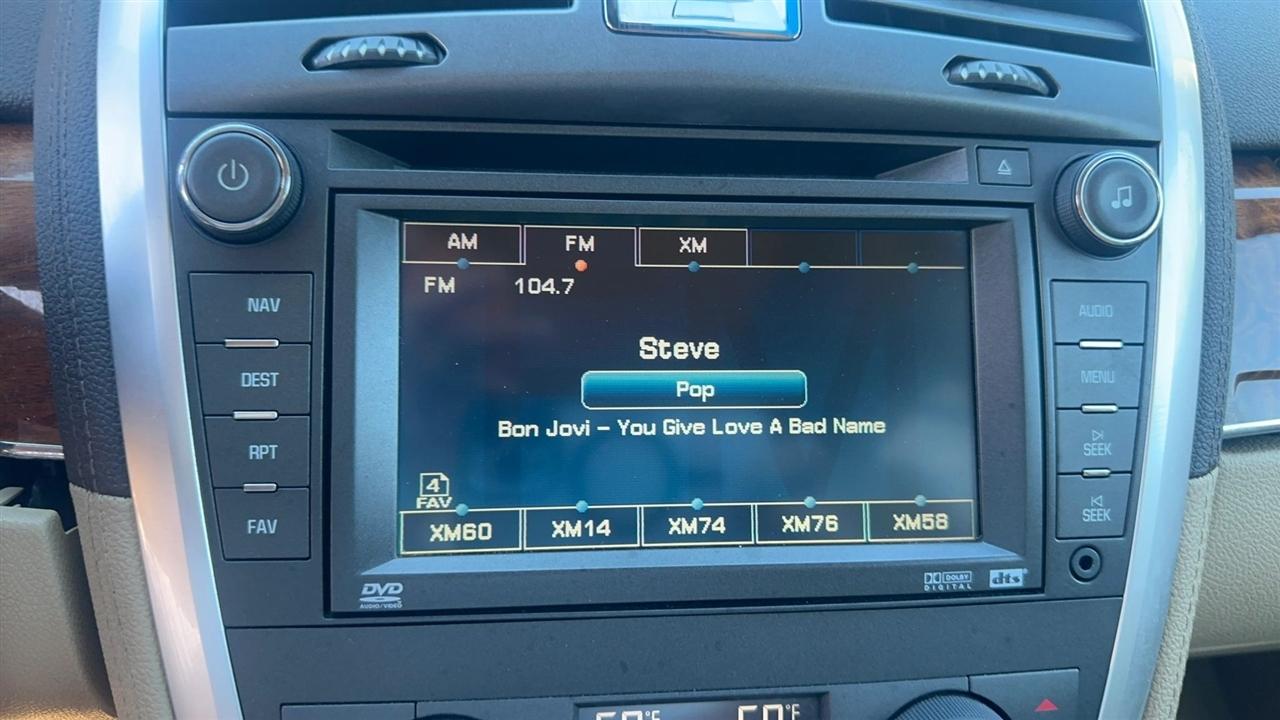 AM FM XM
FM 104.7
NAV
AUDIO
Steve
DEST
Pop
MENU
Bon Jovi - You Give Love A Bad Name
RPT
SEEK
4
FAV
FAV
SEEK
XM60 XM14 XM74 XM76 XM58
DVD
AUDIO/VIDEO
DOLBY
DIGITAL
dts
°F °F